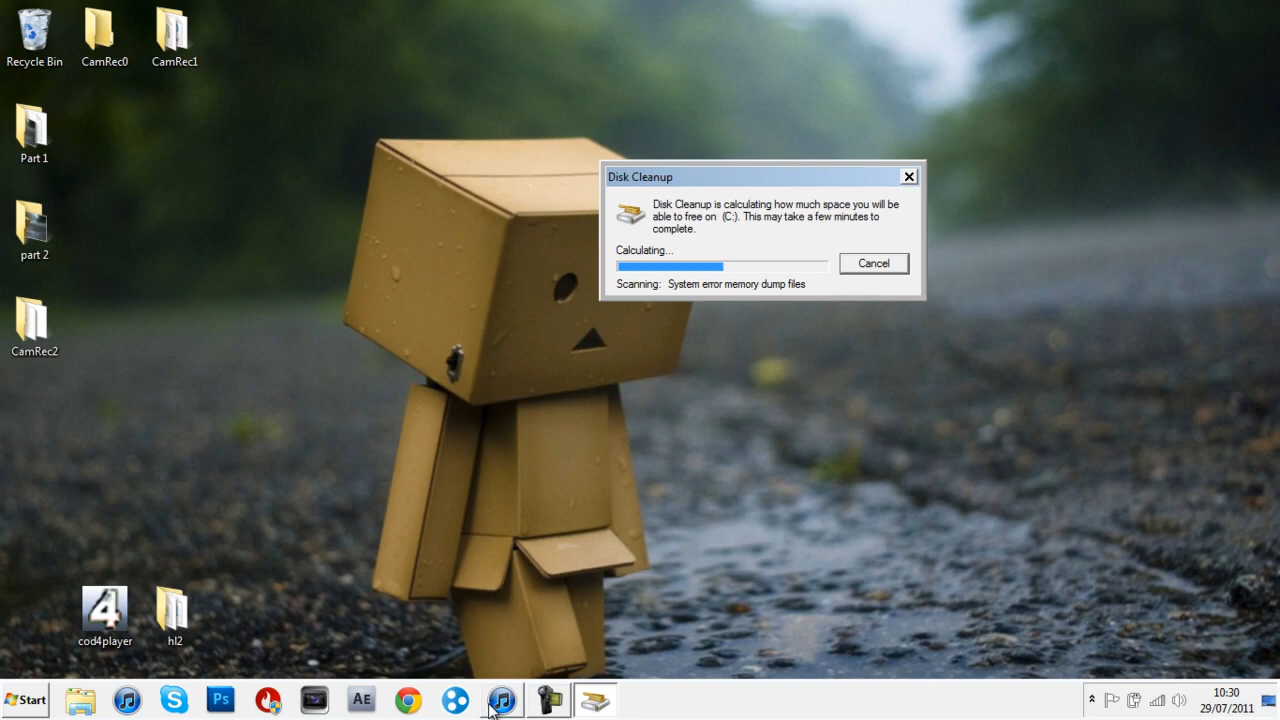 Recycle Bin
CamRec0
CamRec1
Part 1
part 2
CamRec2
cod4player
hl2
Disk Cleanup
Disk Cleanup is calculating how much space you will be
able to free on (C:). This may take a few minutes to
complete.
Calculating...
Cancel
Scanning: System error memory dump files
4
Start
S
Ps
AE
10:30
29/07/2011